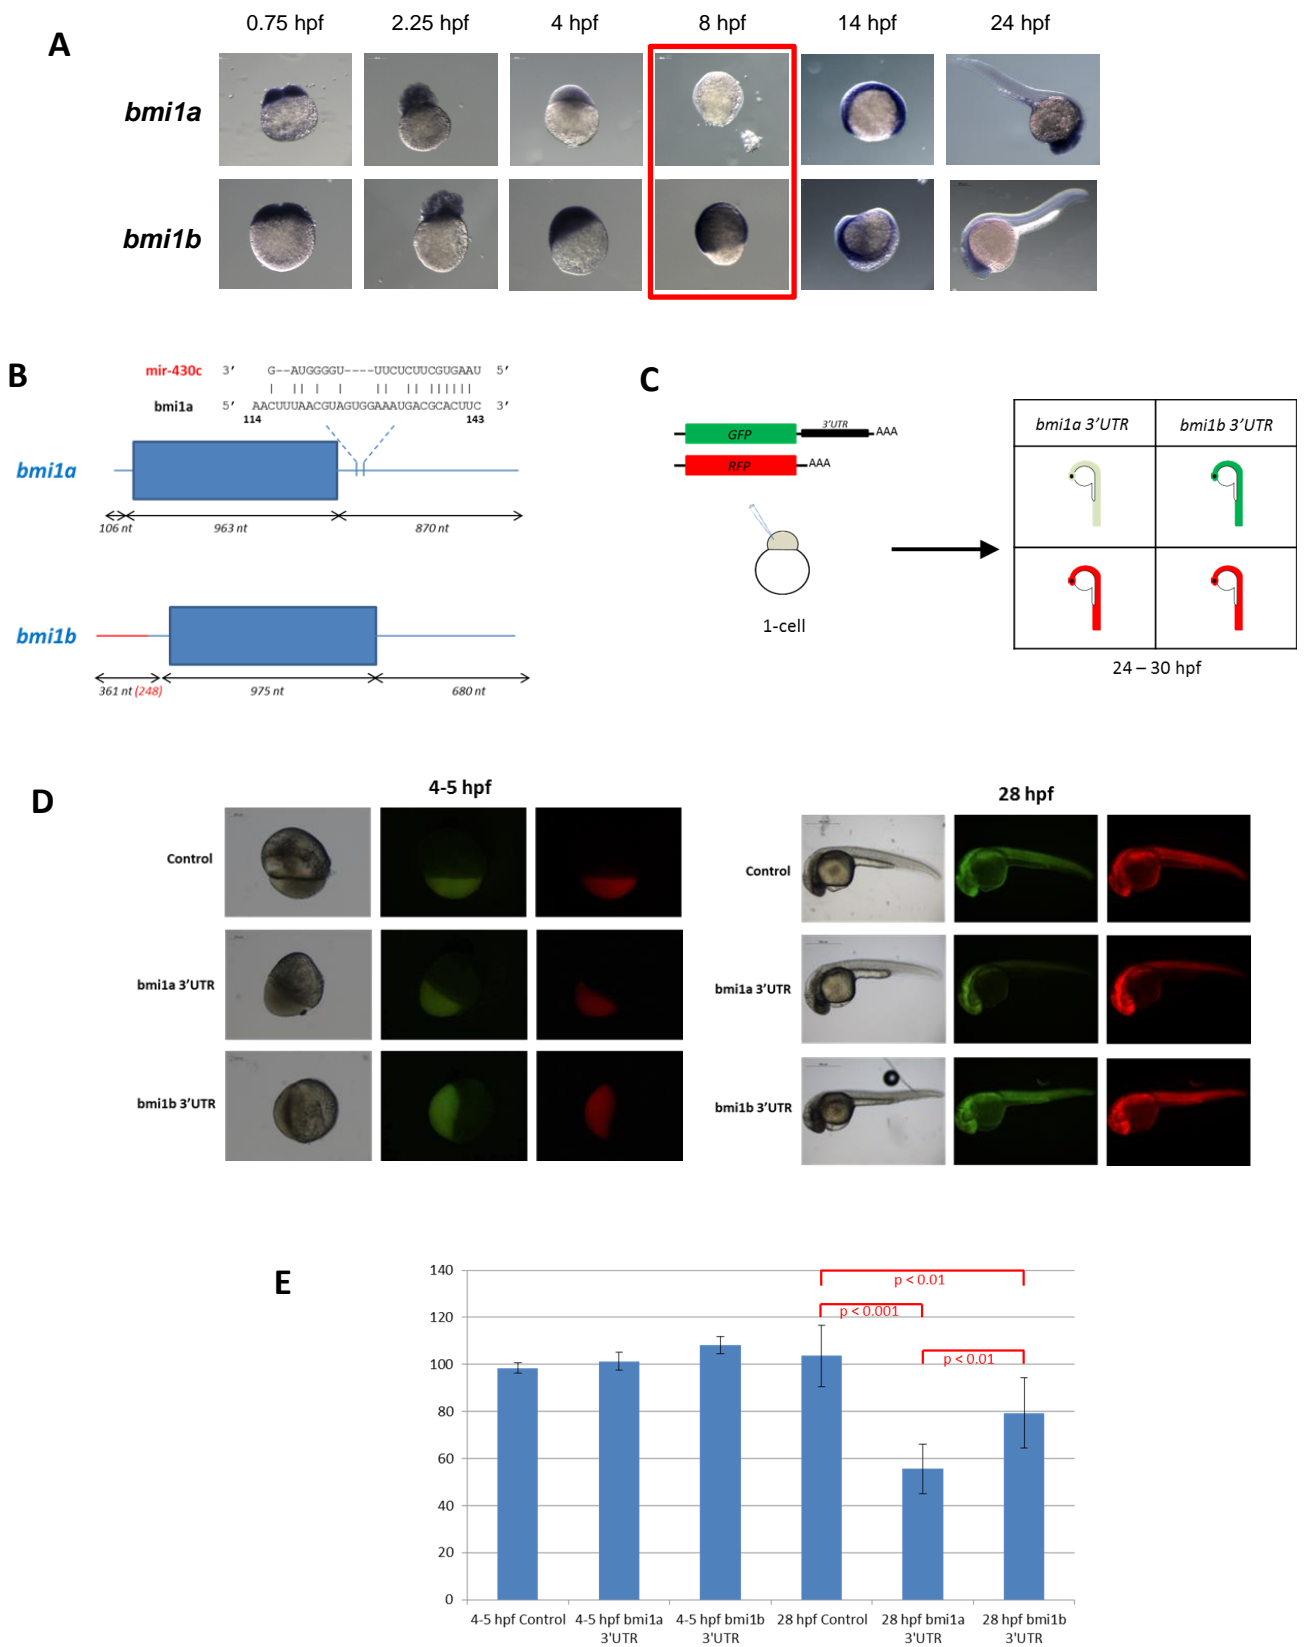 A
0.75 hpf 2.25 hpf 4 hpf 8 hpf 14 hpf 24 hpf
bmi1a
bmi1b
B
mir-430c 3’ G--AUGGGGU----UUCUCUUCGUGAAU 5’
bmi1a 5’ AACUUUAACGUAGUGGAAAUGACGCACUUC 3’
114 143
bmi1a
106 nt 963 nt 870 nt
bmi1b
361 nt (248) 975 nt 680 nt
C
GFP 3’UTR AAA
RFP AAA
1-cell
bmi1a 3’UTR bmi1b 3’UTR
24 – 30 hpf
D
4-5 hpf
Control
bmi1a 3’UTR
bmi1b 3’UTR
28 hpf
Control
bmi1a 3’UTR
bmi1b 3’UTR
E
140
120
100
80
60
40
20
0
p < 0.01
p < 0.001
p < 0.01
4-5 hpf Control 4-5 hpf bmi1a 4-5 hpf bmi1b 28 hpf Control 28 hpf bmi1a 28 hpf bmi1b
3'UTR 3'UTR 3'UTR 3'UTR